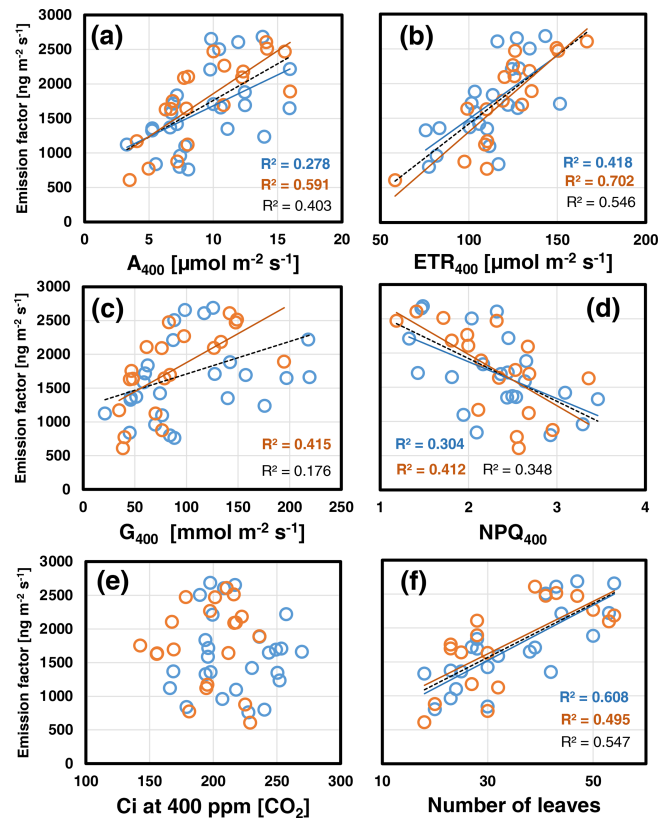 (a)
Emission factor [ng m-2 s-1]
3000
2500
2000
1500
1000
500
0
R² = 0.278
R² = 0.591
R² = 0.403
0 5 10 15 20
A400 [µmol m-2 s-1]
(b)
R² = 0.418
R² = 0.702
R² = 0.546
50 100 150 200
ETR400 [µmol m-2 s-1]
(c)
Emission factor [ng m-2 s-1]
3000
2500
2000
1500
1000
500
0
R² = 0.415
R² = 0.176
0 50 100 150 200 250
G400 [mmol m-2 s-1]
(d)
R² = 0.304
R² = 0.412 R² = 0.348
1 2 3 4
NPQ400
(e)
Emission factor [ng m-2 s-1]
3000
2500
2000
1500
1000
500
0
100 150 200 250 300
Ci at 400 ppm [CO2]
(f)
R² = 0.608
R² = 0.495
R² = 0.547
10 30 50
Number of leaves